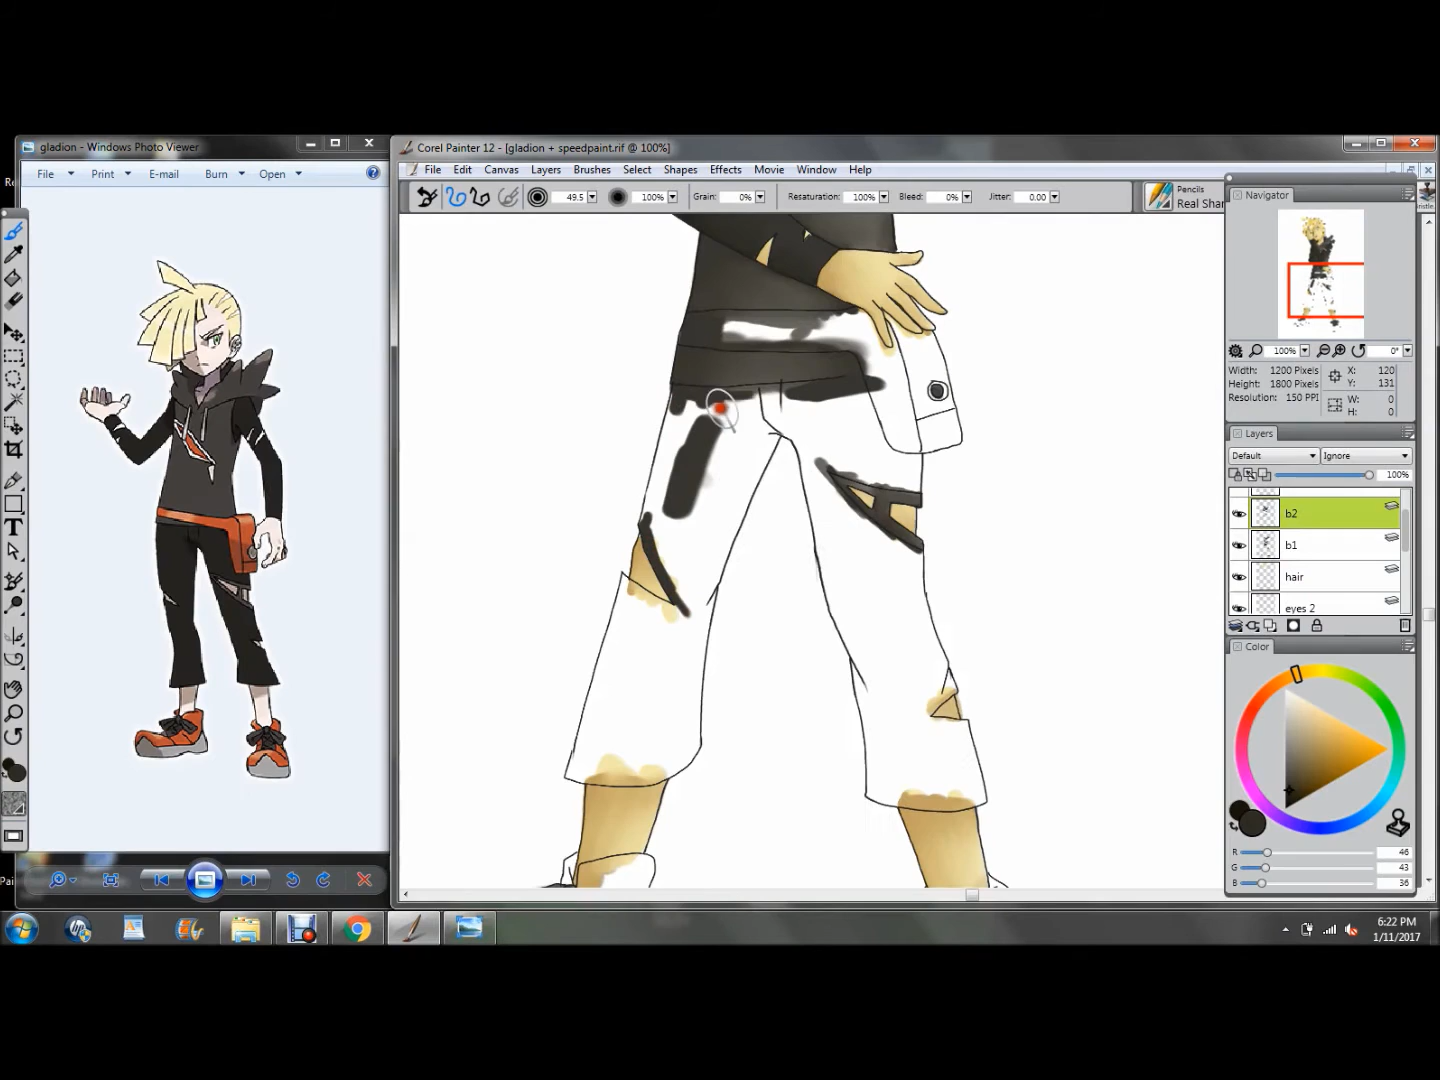 gladion - Windows Photo Viewer
File Print E-mail Burn Open
Corel Painter 12 - [gladion + speedpaint.rif @ 100%]
File Edit Canvas Layers Brushes Select Shapes Effects Movie Window Help
49.5 100% Grain: 0% Resaturation: 100% Bleed: 0% Jitter: 0.00
Pencils
Real Shar
Navigator
100% 0°
Width: 1200 Pixels
Height: 1800 Pixels
Resolution: 150 PPI
X: 120
Y: 131
W: 0
H: 0
Layers
Default Ignore
100%
b2
b1
hair
eyes 2
Color
R 46
G 43
B 36
T
6:22 PM
1/11/2017